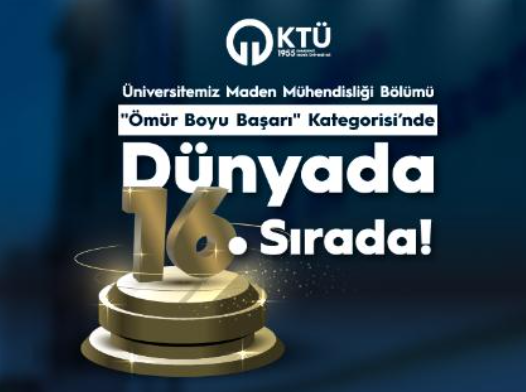 KTÜ
1955
Üniversitemiz Maden Mühendisliği Bölümü
"Ömür Boyu Başarı" Kategorisi'nde
Dünyada
16. Sırada!